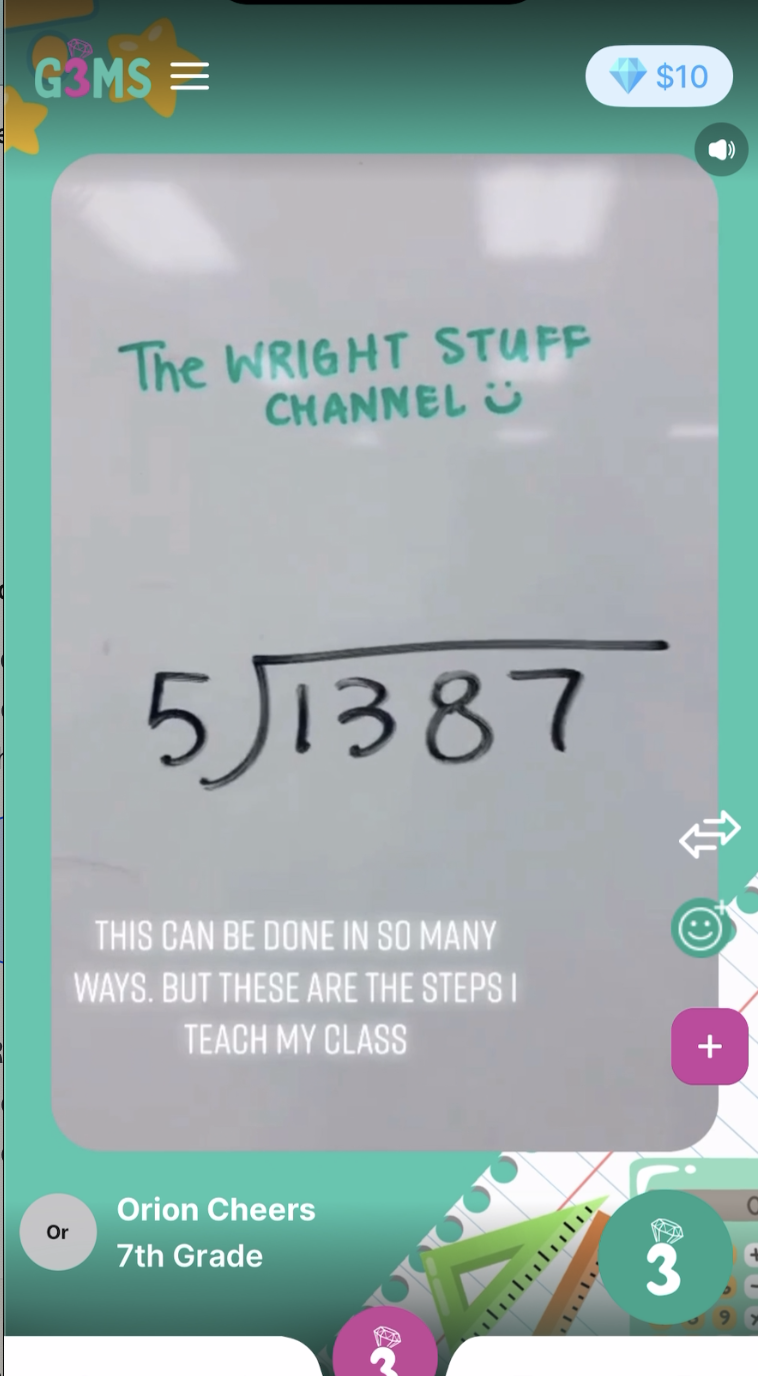 G3MS
$10
The WRIGHT STUFF
CHANNEL
5 1387
THIS CAN BE DONE IN SO MANY
WAYS. BUT THESE ARE THE STEPS I
TEACH MY CLASS
+
Or
Orion Cheers
7th Grade
3
3